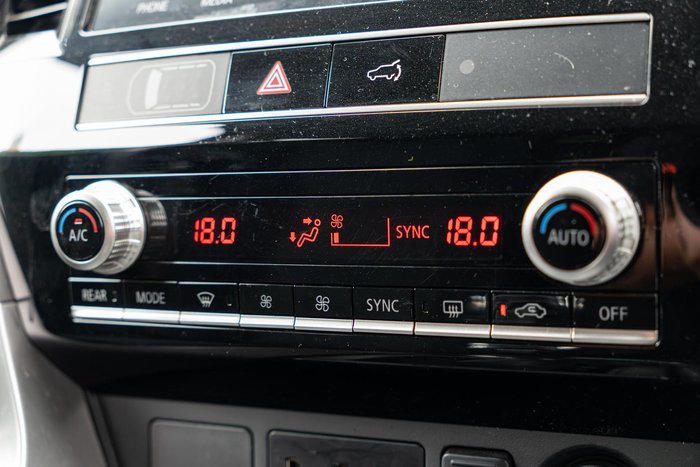 PHONE MEDIA
18.0 SYNC 18.0
A/C AUTO
REAR MODE SYNC OFF